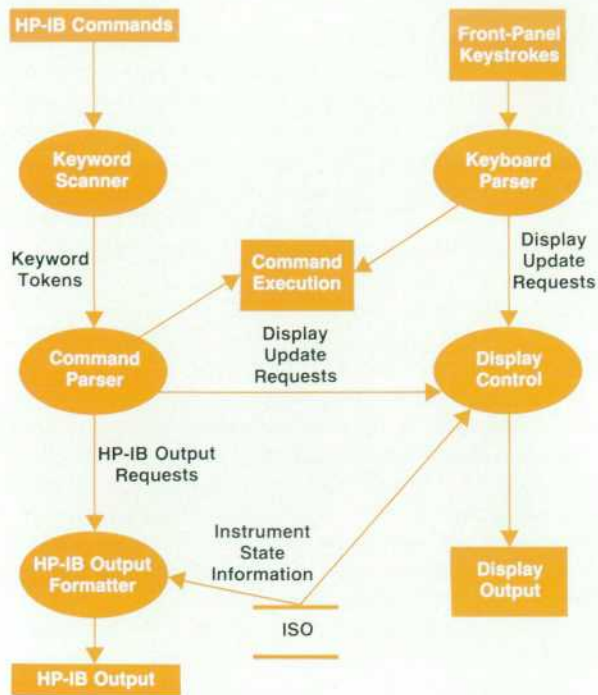 HP-IB Commands
Front-Panel
Keystrokes
Keyword
Scanner
Keyboard
Parser
Keyword
Tokens
Command
Execution
Display
Update
Requests
Command
Parser
Display
Update
Requests
Display
Control
HP-IB Output
Requests
Instrument
State
Information
HP-IB Output
Formatter
Display
Output
ISO
HP-IB Output